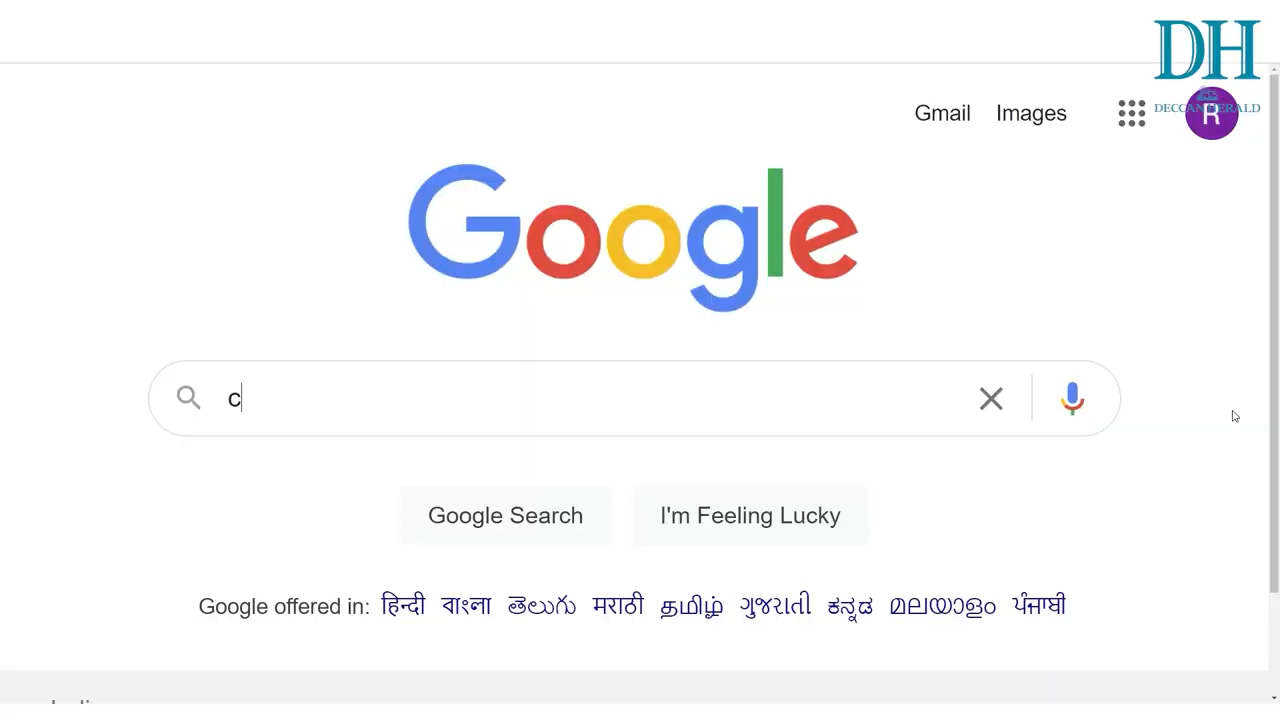 DH
DECCAN HERALD
Gmail Images
R
Google
c
Google Search I'm Feeling Lucky
Google offered in: हिन्दी বাংলা తెలుగు मराठी தமிழ் ગુજરાતી ಕನ್ನಡ മലയാളം ਪੰਜਾਬੀ